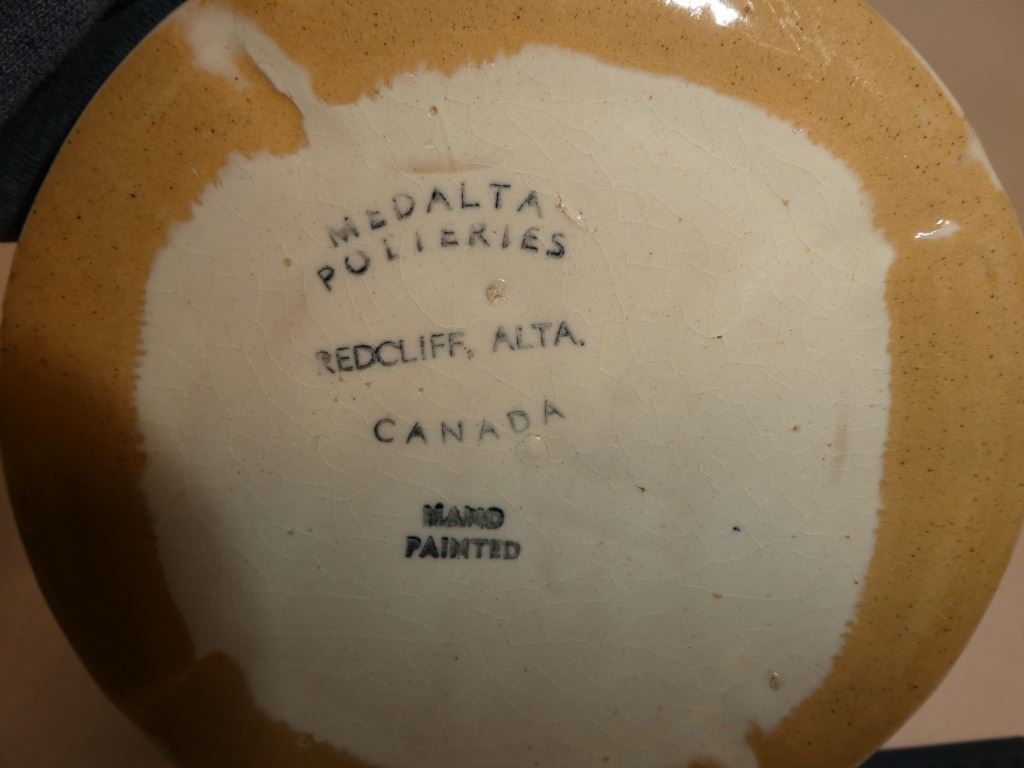 MEDALTA
POTTERIES
REDCLIFF, ALTA.
CANADA
HAND
PAINTED